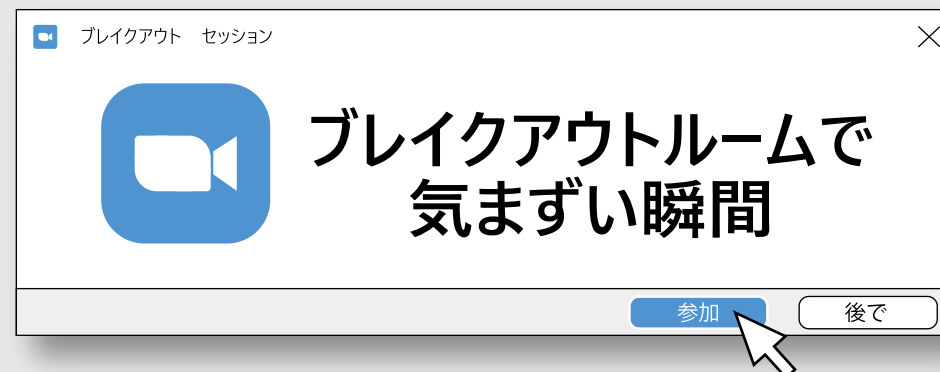 ブレイクアウト　セッション
ブレイクアウトルームで
気まずい瞬間
参加
後で